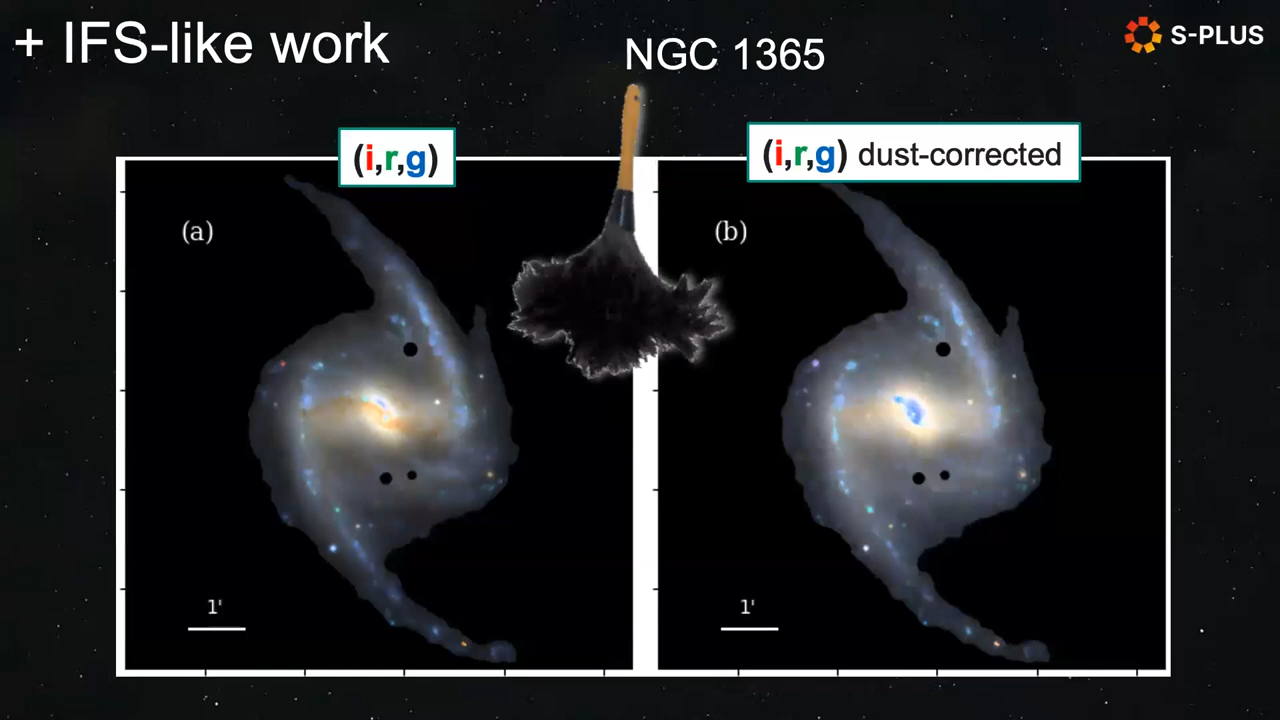 + IFS-like work
NGC 1365
S-PLUS
(i,r,g)
(i,r,g) dust-corrected
(a)
(b)
1'
1'